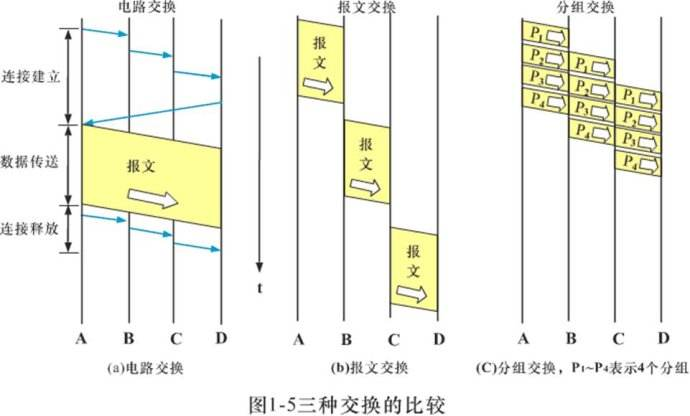 电路交换
报文交换
分组交换
连接建立
数据传送
连接释放
报文
报
文
报
文
报
文
t
P1
P2
P3
P4
P1
P2
P3
P4
P1
P2
P3
P4
A B C D
A B C D
A B C D
(a)电路交换
(b)报文交换
(C)分组交换，P1~P4表示4个分组
图1-5三种交换的比较